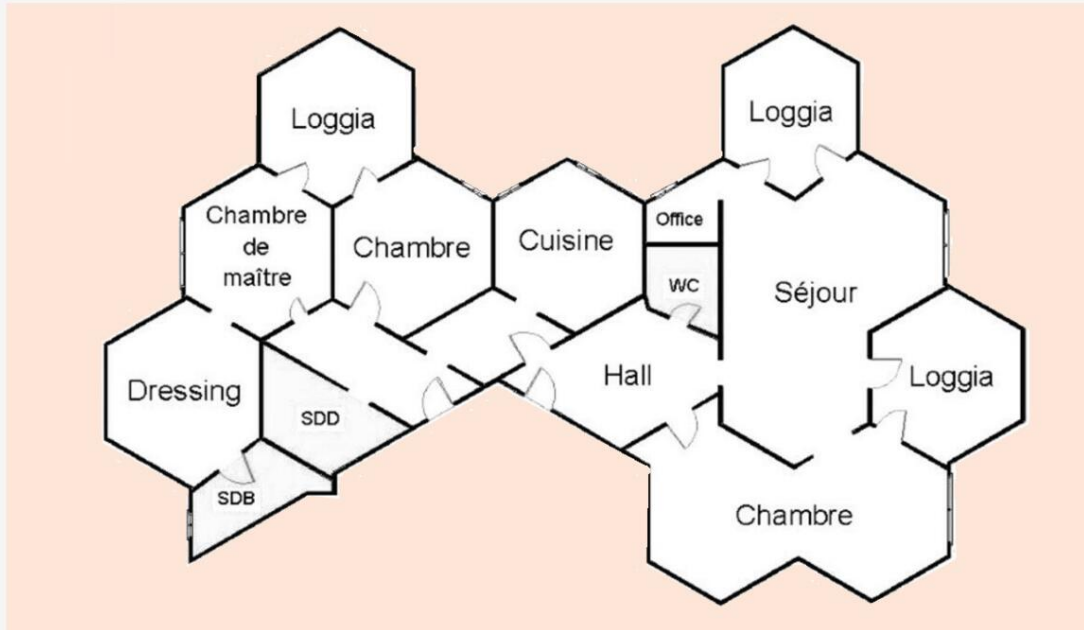 Loggia
Loggia
Chambre
de
maître
Chambre
Cuisine
Office
WC
Séjour
Dressing
SDD
Hall
Loggia
SDB
Chambre